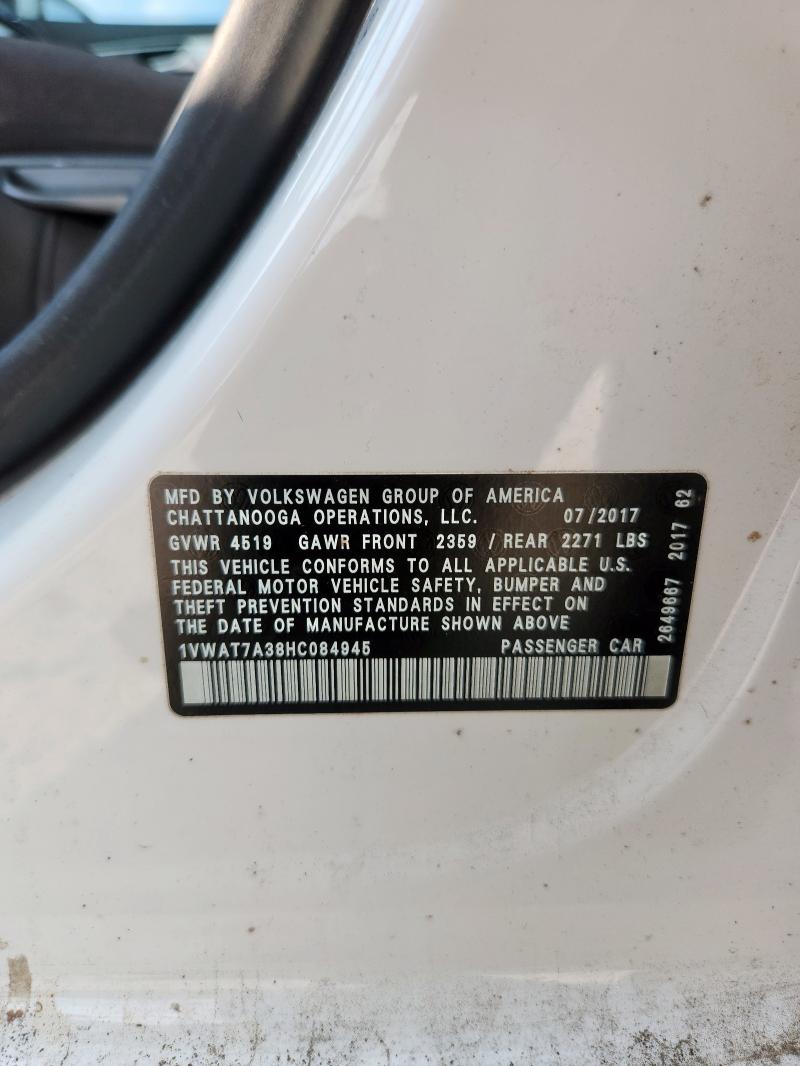 MFD BY VOLKSWAGEN GROUP OF AMERICA
CHATTANOOGA OPERATIONS, LLC. 07/2017
GVWR 4519 GAWR FRONT 2359 / REAR 2271 LBS
THIS VEHICLE CONFORMS TO ALL APPLICABLE U.S.
FEDERAL MOTOR VEHICLE SAFETY, BUMPER AND
THEFT PREVENTION STANDARDS IN EFFECT ON
THE DATE OF MANUFACTURE SHOWN ABOVE
1VWAT7A38HC084945 PASSENGER CAR
2649667 2017 62